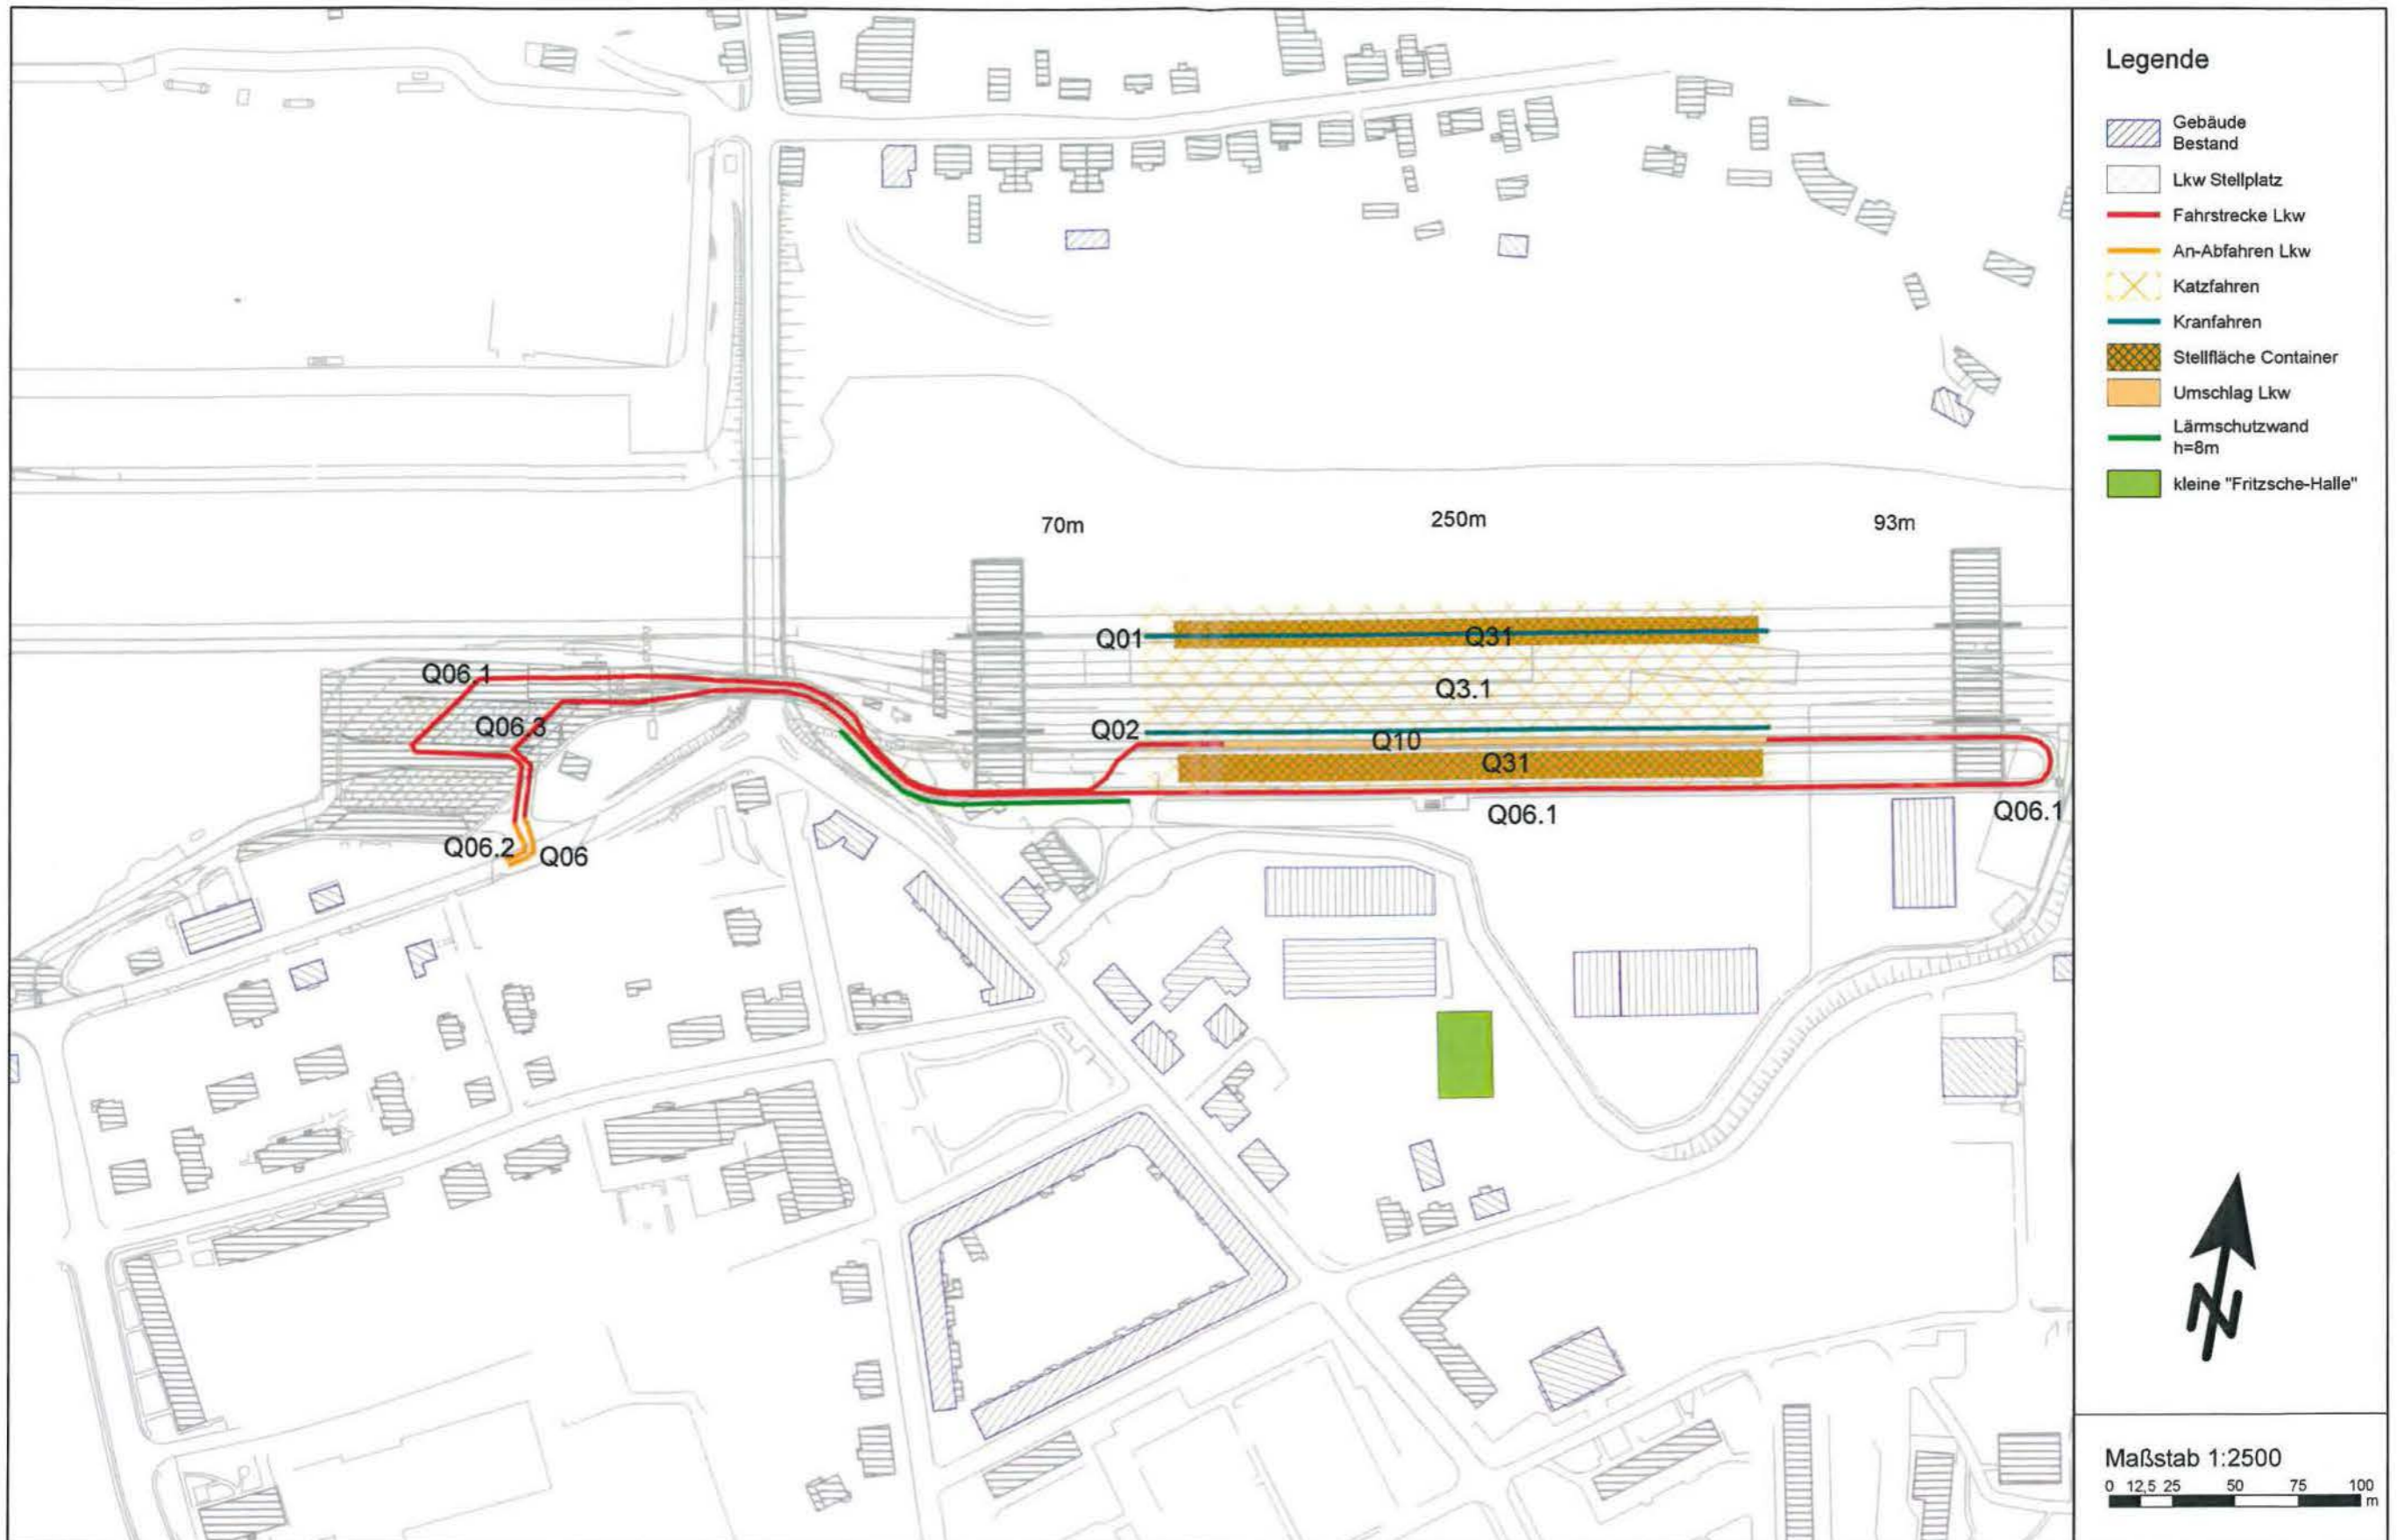 Legende
Gebäude
Bestand
Lkw Stellplatz
Fahrstrecke Lkw
An-Abfahren Lkw
Katzfahren
Kranfahren
Stellfläche Container
Umschlag Lkw
Lärmschutzwand
h=8m
kleine "Fritzsche-Halle"
70m
250m
93m
Q01
Q31
Q06.1
Q3.1
Q06.3
Q02
Q10
Q31
Q06.1
Q06.1
Q06.2
Q06
N
Maßstab 1:2500
0 12,5 25 50 75 100
m